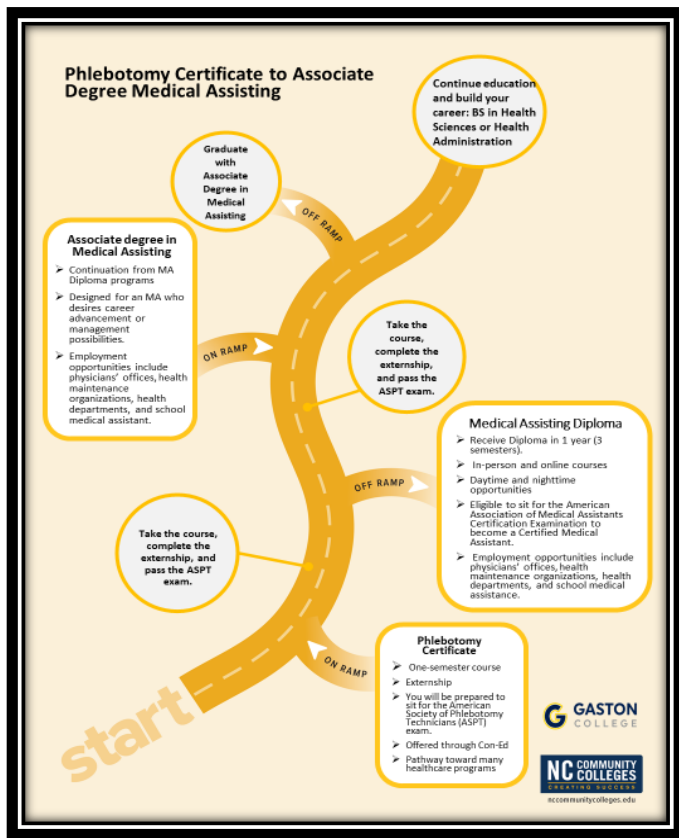 Phlebotomy Certificate to Associate
Degree Medical Assisting
Continue education
and build your
career: BS in Health
Sciences or Health
Administration
Graduate
with
Associate
Degree in
Medical
Assisting
OFF RAMP
Associate degree in
Medical Assisting
➤ Continuation from MA
Diploma programs
➤ Designed for an MA who
desires career
advancement or
management
possibilities.
➤ Employment
opportunities include
physicians' offices, health
maintenance
organizations, health
departments, and school
medical assistant.
ON RAMP
Take the
course,
complete the
externship,
and pass the
ASPT exam.
Medical Assisting Diploma
➤ Receive Diploma in 1 year (3
semesters).
➤ In-person and online courses
➤ Daytime and nighttime
opportunities
➤ Eligible to sit for the American
Association of Medical Assistants
Certification Examination to
become a Certified Medical
Assistant.
➤ Employment opportunities include
physicians' offices, health
maintenance organizations, health
departments, and school medical
assistance.
OFF RAMP
Take the course,
complete the
externship, and
pass the ASPT
exam.
Phlebotomy
Certificate
➤ One-semester course
➤ Externship
➤ You will be prepared to
sit for the American
Society of Phlebotomy
Technicians (ASPT)
exam.
➤ Offered through Con-Ed
➤ Pathway toward many
healthcare programs
ON RAMP
start
G GASTON
COLLEGE
NC COMMUNITY
COLLEGES
CREATING SUCCESS
nccommunitycolleges.edu